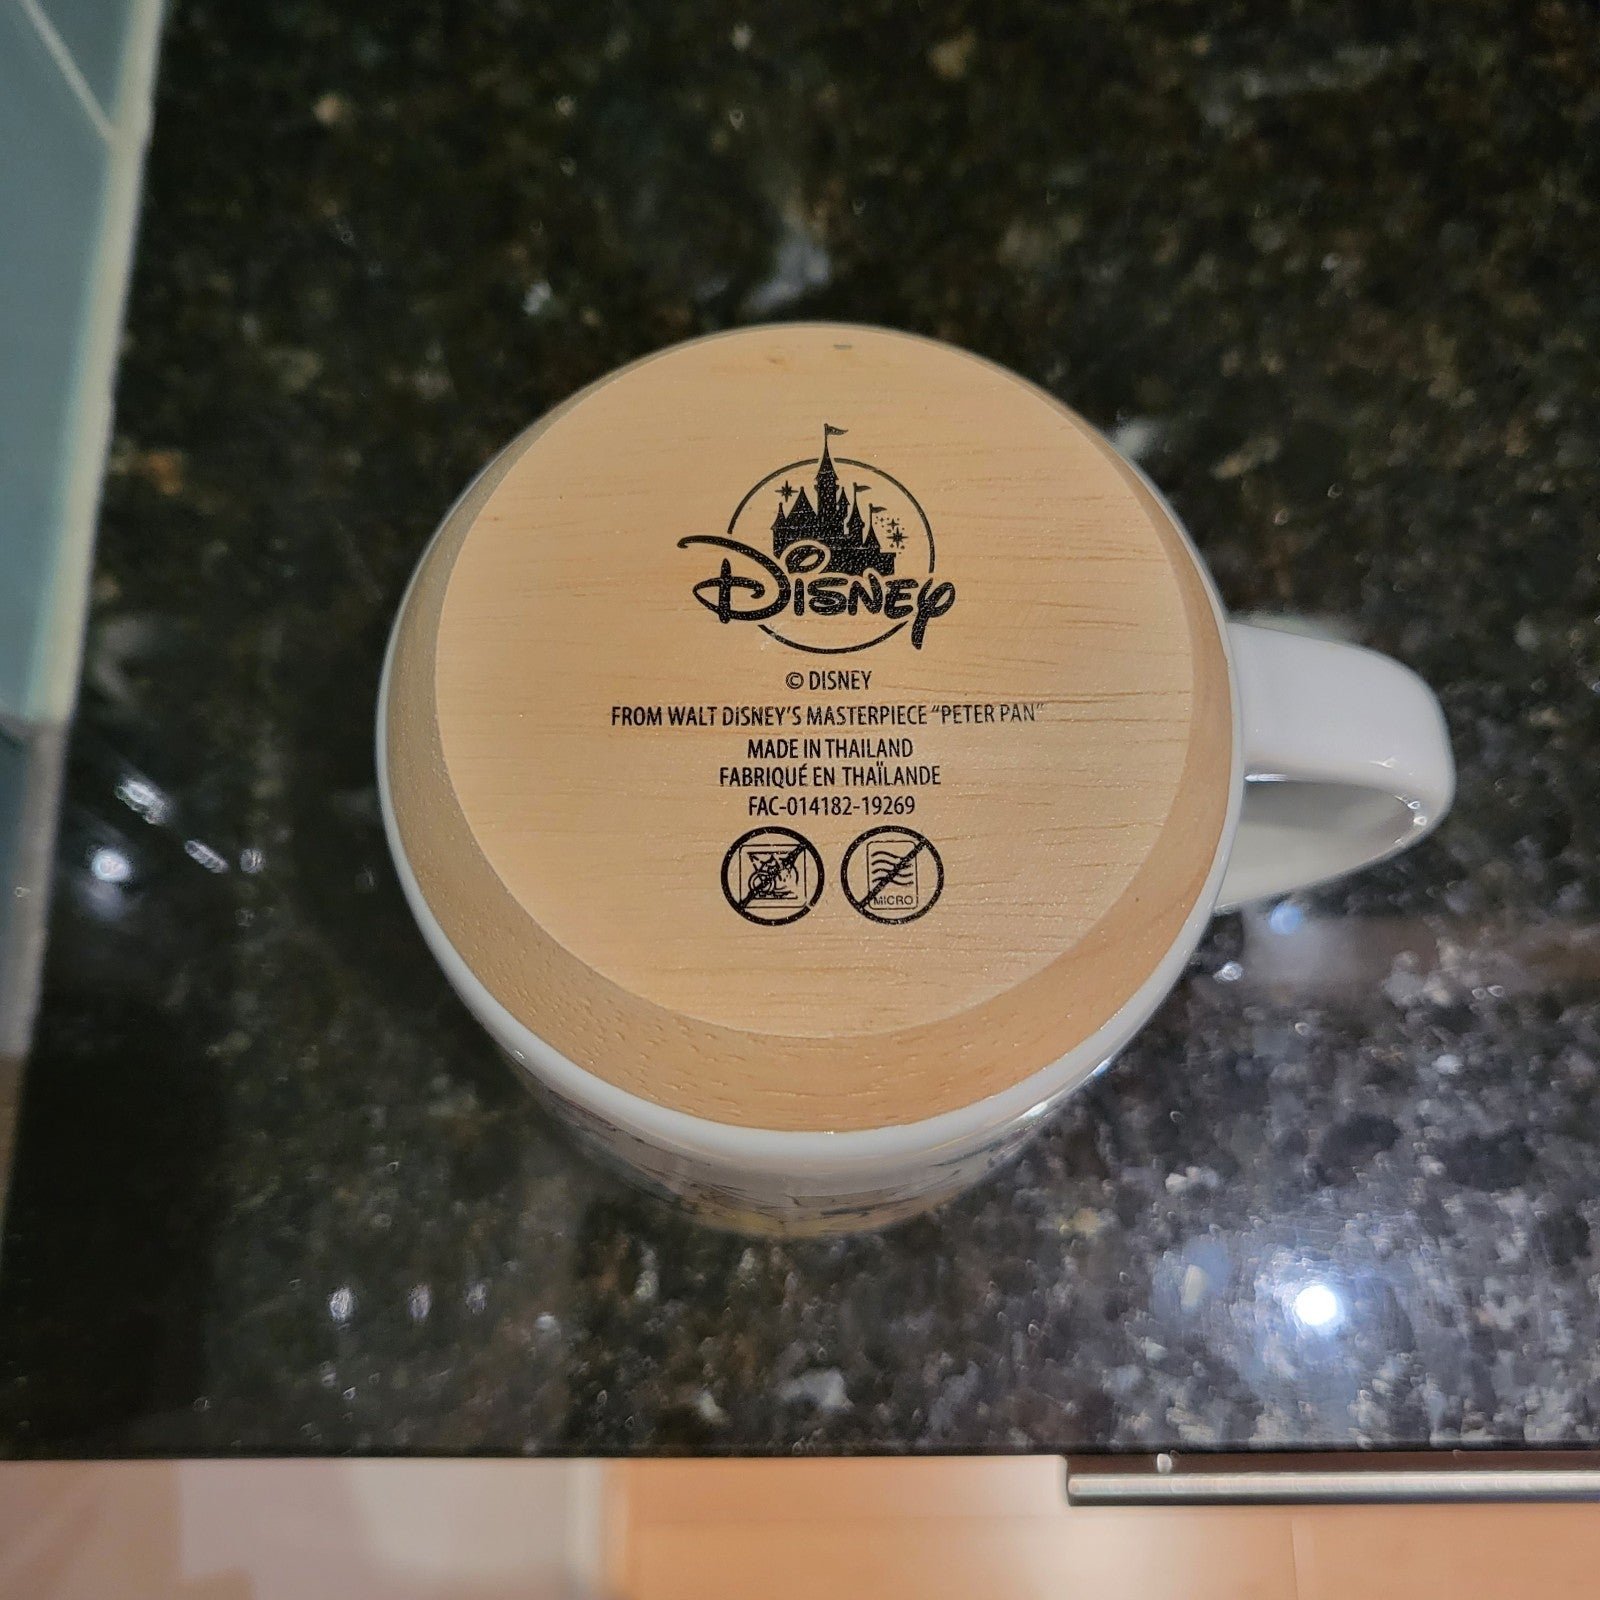 Disney
© DISNEY
FROM WALT DISNEY'S MASTERPIECE "PETER PAN"
MADE IN THAILAND
FABRIQUÉ EN THAÏLANDE
FAC-014182-19269
MICRO